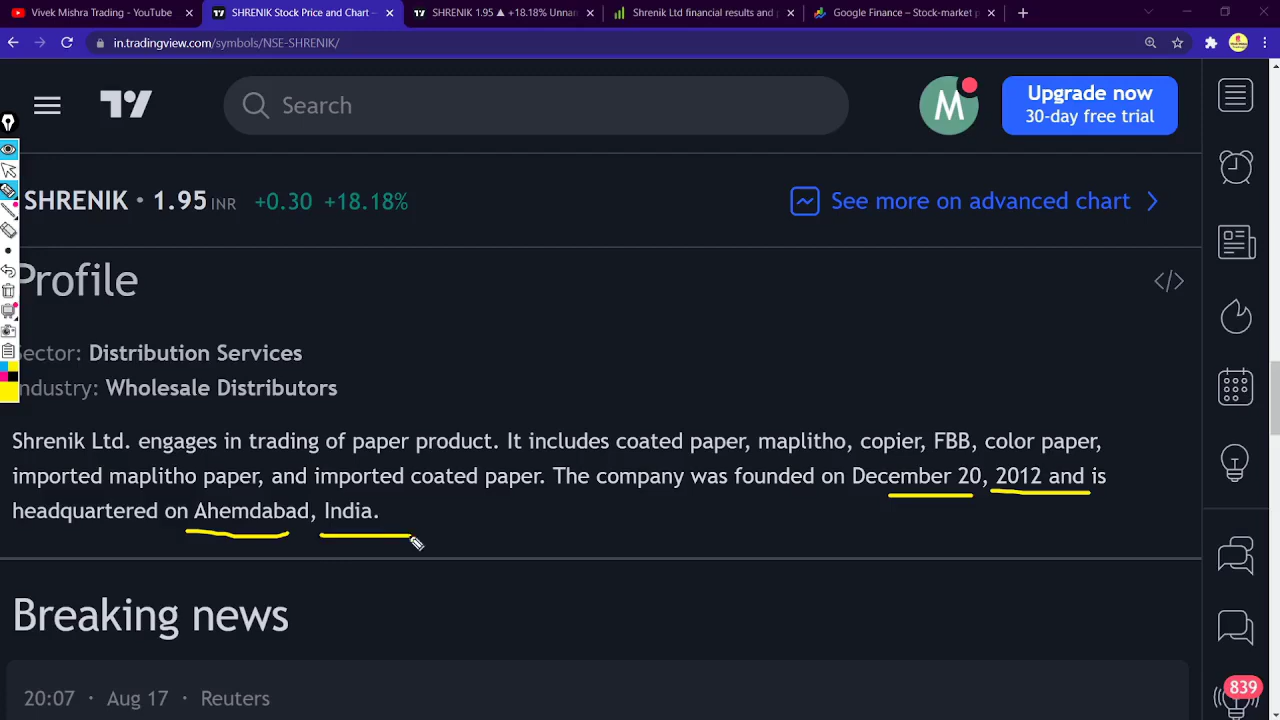 Vivek Mishra Trading - YouTube
SHRENIK Stock Price and Chart –
SHRENIK 1.95 ▲ +18.18% Unnan
Shrenik Ltd financial results and
Google Finance – Stock-market p
in.tradingview.com/symbols/NSE-SHRENIK/
Search
M
Upgrade now
30-day free trial
SHRENIK • 1.95 INR +0.30 +18.18%
See more on advanced chart
Profile
Sector: Distribution Services
Industry: Wholesale Distributors
Shrenik Ltd. engages in trading of paper product. It includes coated paper, maplitho, copier, FBB, color paper,
imported maplitho paper, and imported coated paper. The company was founded on December 20, 2012 and is
headquartered on Ahemdabad, India.
Breaking news
20:07 · Aug 17 · Reuters
839